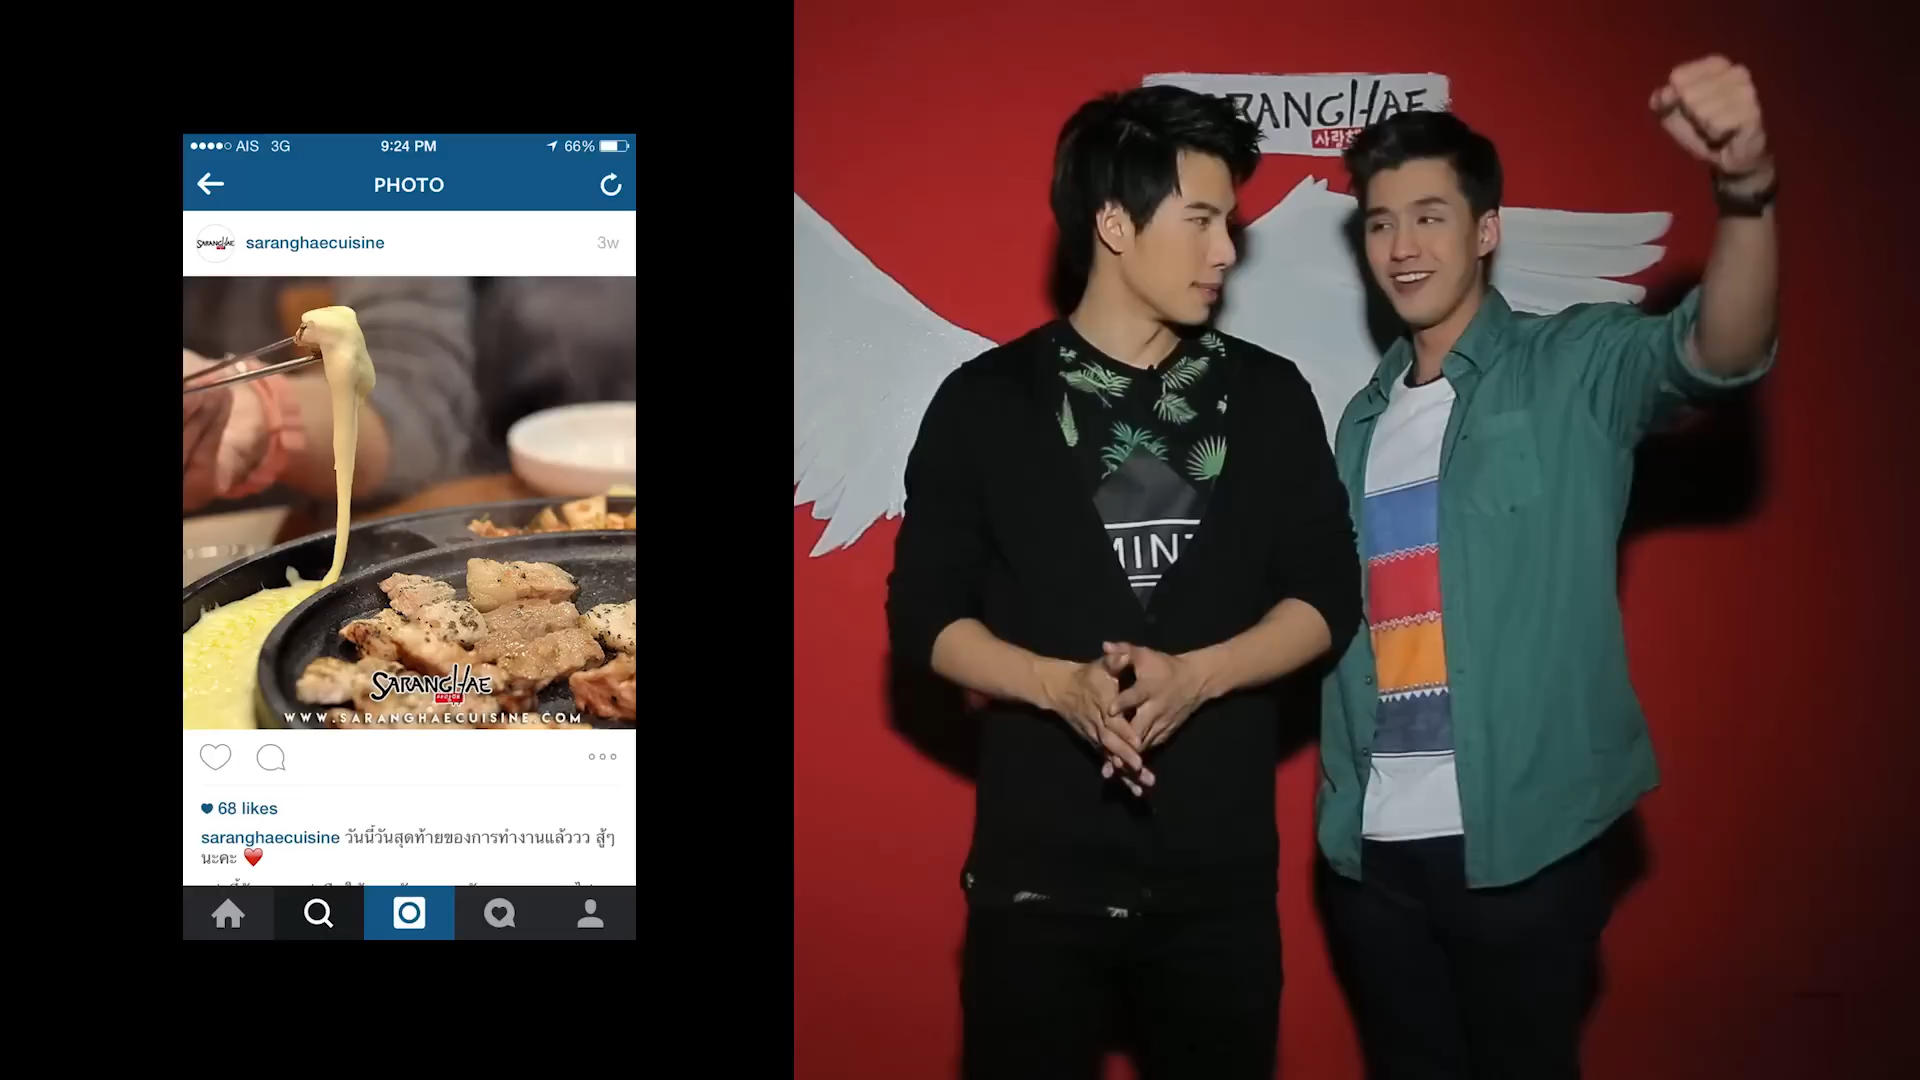 AIS 3G 9:24 PM 66%
PHOTO
SARANGHAE
saranghaecuisine 3w
SARANGHAE
WWW.SARANGHAECUISINE.COM
68 likes
saranghaecuisine วันนี้วันสุดท้ายของการทำงานแล้ววว สู้ๆ
นะคะ
RANGHAE
사랑해
MINT